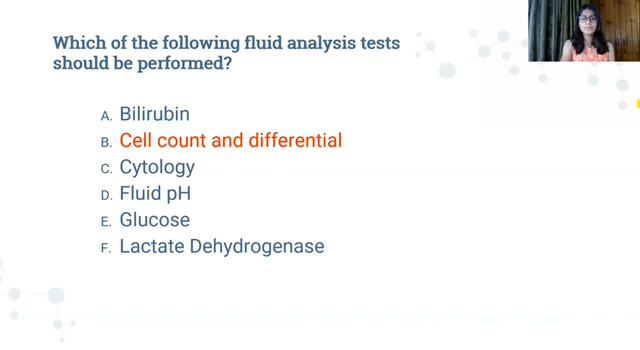 Which of the following fluid analysis tests
should be performed?
A. Bilirubin
B. Cell count and differential
C. Cytology
D. Fluid pH
E. Glucose
F. Lactate Dehydrogenase